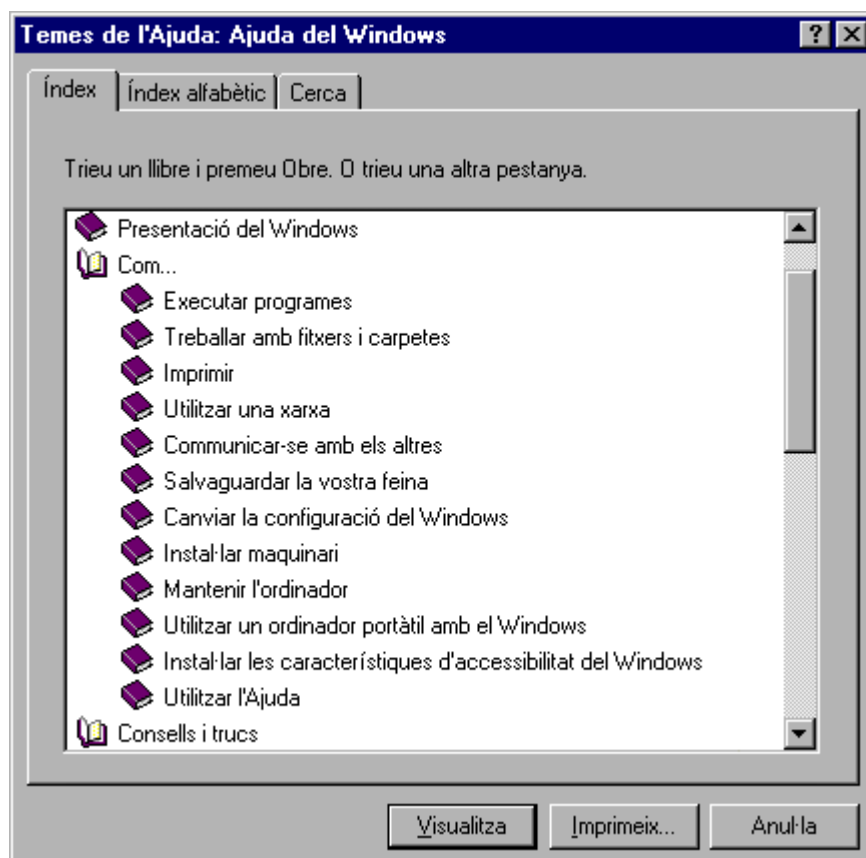 Temes de l'Ajuda: Ajuda del Windows
Índex
Índex alfabètic
Cerca
Trieu un llibre i premeu Obre. O trieu una altra pestanya.
Presentació del Windows
Com...
Executar programes
Treballar amb fitxers i carpetes
Imprimir
Utilitzar una xarxa
Communicar-se amb els altres
Salvaguardar la vostra feina
Canviar la configuració del Windows
Instal·lar maquinari
Mantenir l'ordinador
Utilitzar un ordinador portàtil amb el Windows
Instal·lar les característiques d'accessibilitat del Windows
Utilitzar l'Ajuda
Consells i trucs
Visualitza
Imprimeix...
Anul·la